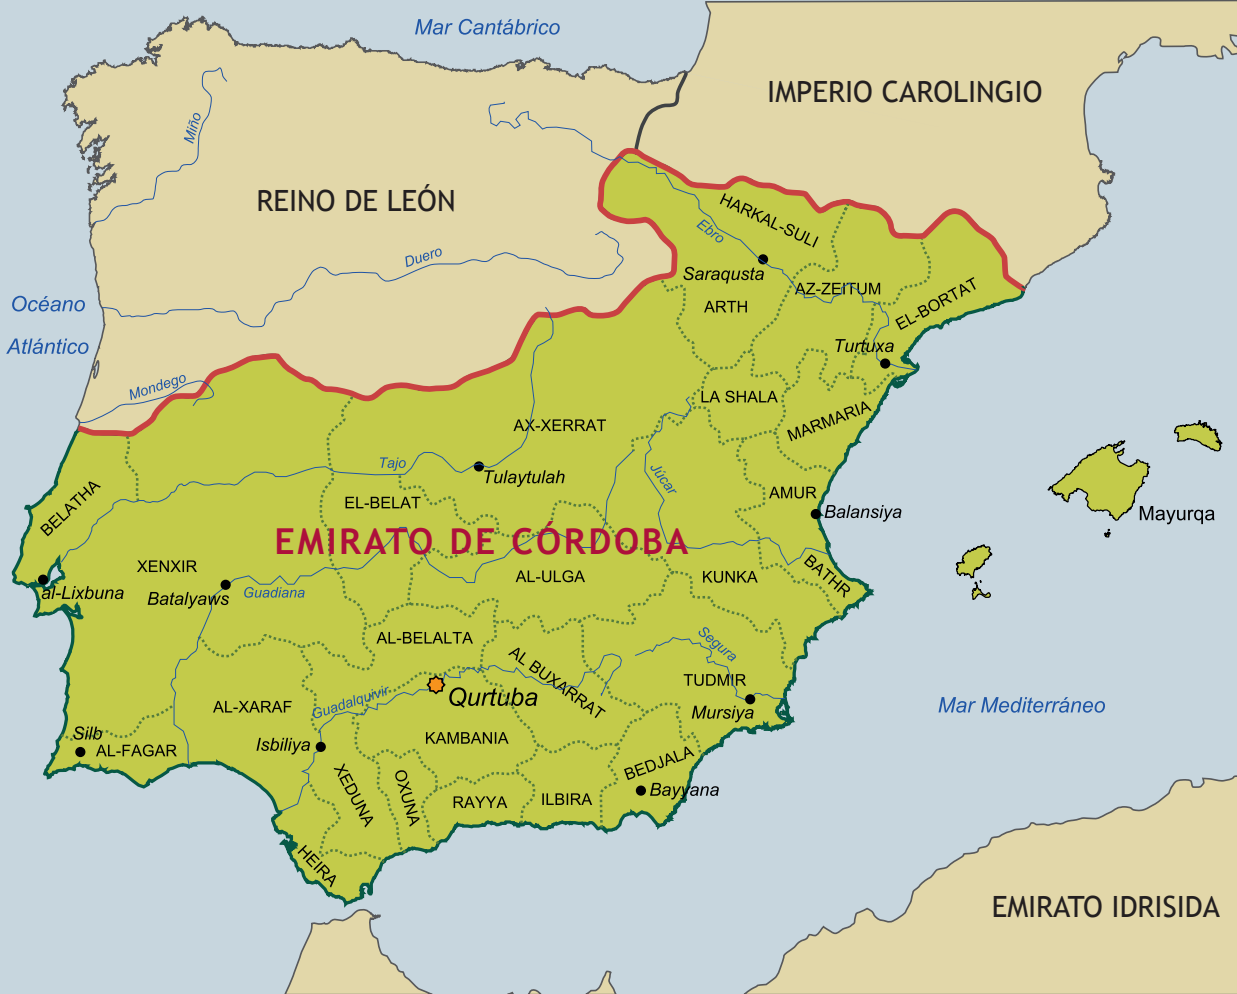 Mar Cantábrico
IMPERIO CAROLINGIO
Miño
REINO DE LEÓN
HARKAL-SULI
Ebro
Duero
Saraqusta
AZ-ZEITUM
EL-BORTAT
ARTH
Océano
Atlántico
Turtuxa
Mondego
LA SHALA
MARMARIA
AX-XERRAT
Tajo
Tulaytulah
Júcar
BELATHA
EL-BELAT
AMUR
Balansiya
Mayurqa
EMIRATO DE CÓRDOBA
XENXIR
AL-ULGA
KUNKA
BATHR
al-Lixbuna
Batalyaws
Guadiana
AL-BELALTA
Segura
AL BUXARRAT
TUDMIR
Mursiya
Mar Mediterráneo
AL-XARAF
Guadalquivir
Qurtuba
Silb
AL-FAGAR
Isbiliya
KAMBANIA
BEDJALA
Bayyana
XEDUNA
OXUNA
RAYYA
ILBIRA
HEIRA
EMIRATO IDRISIDA